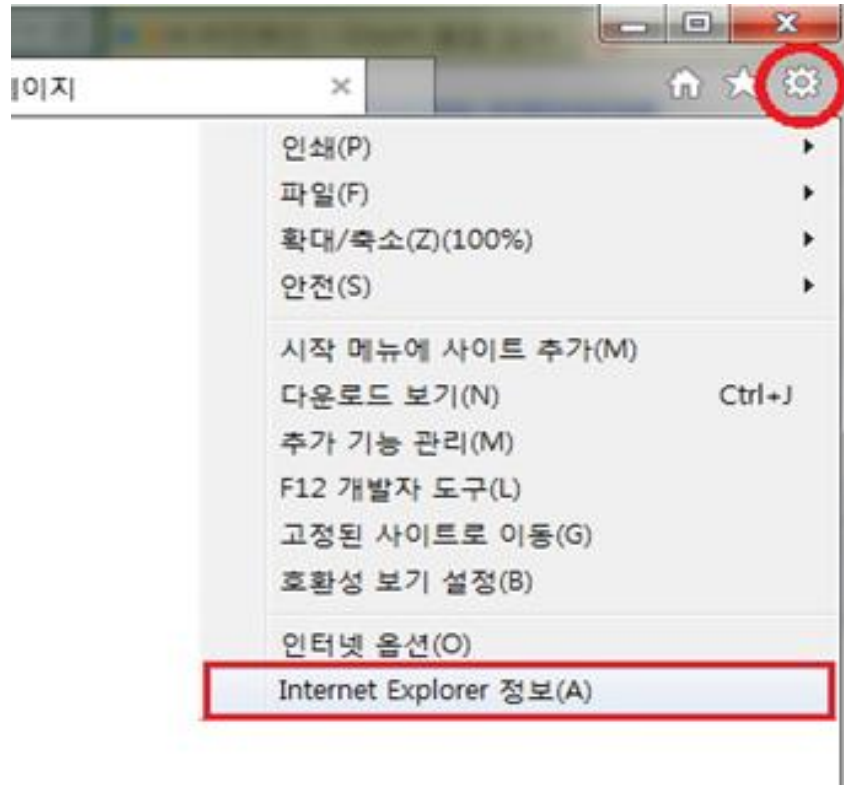 이지
인쇄(P)
파일(F)
확대/축소(Z)(100%)
안전(S)
시작 메뉴에 사이트 추가(M)
다운로드 보기(N) Ctrl+J
추가 기능 관리(M)
F12 개발자 도구(L)
고정된 사이트로 이동(G)
호환성 보기 설정(B)
인터넷 옵션(O)
Internet Explorer 정보(A)